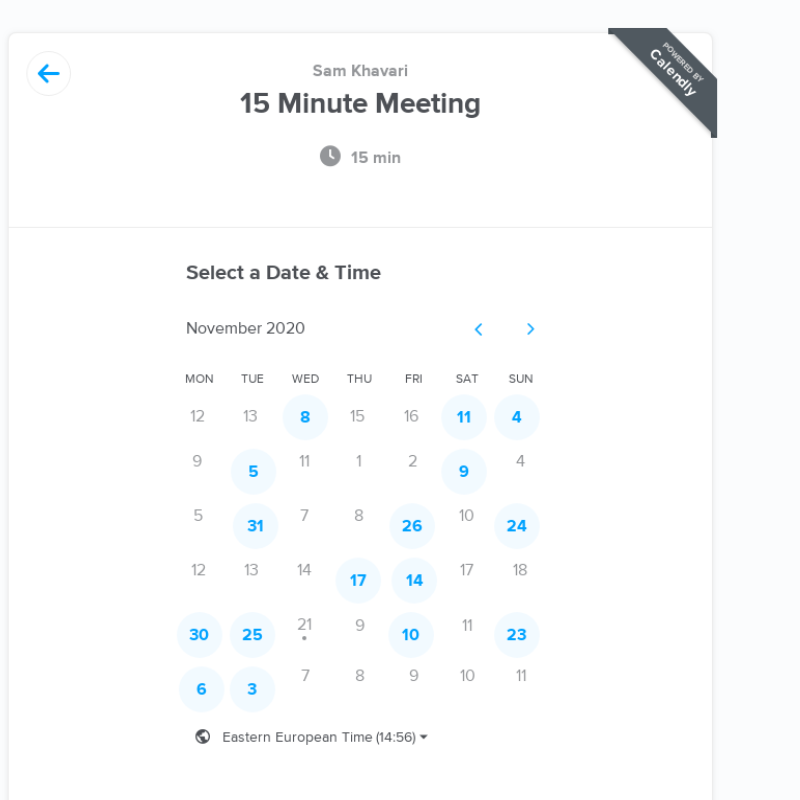 POWERED BY
Calendly
Sam Khavari
15 Minute Meeting
15 min
Select a Date & Time
November 2020
MON TUE WED THU FRI SAT SUN
12 13 8 15 16 11 4
9 5 11 1 2 9 4
5 31 7 8 26 10 24
12 13 14 17 14 17 18
30 25 21 9 10 11 23
6 3 7 8 9 10 11
Eastern European Time (14:56)